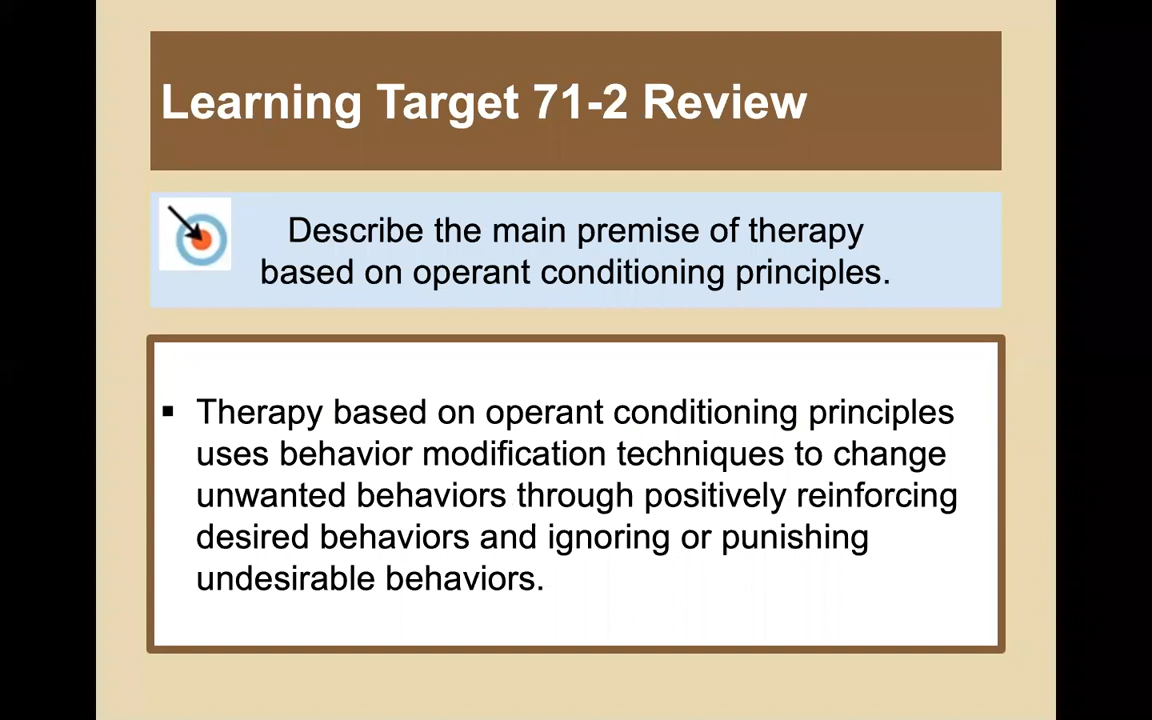 Learning Target 71-2 Review
Describe the main premise of therapy
based on operant conditioning principles.
▪ Therapy based on operant conditioning principles
uses behavior modification techniques to change
unwanted behaviors through positively reinforcing
desired behaviors and ignoring or punishing
undesirable behaviors.